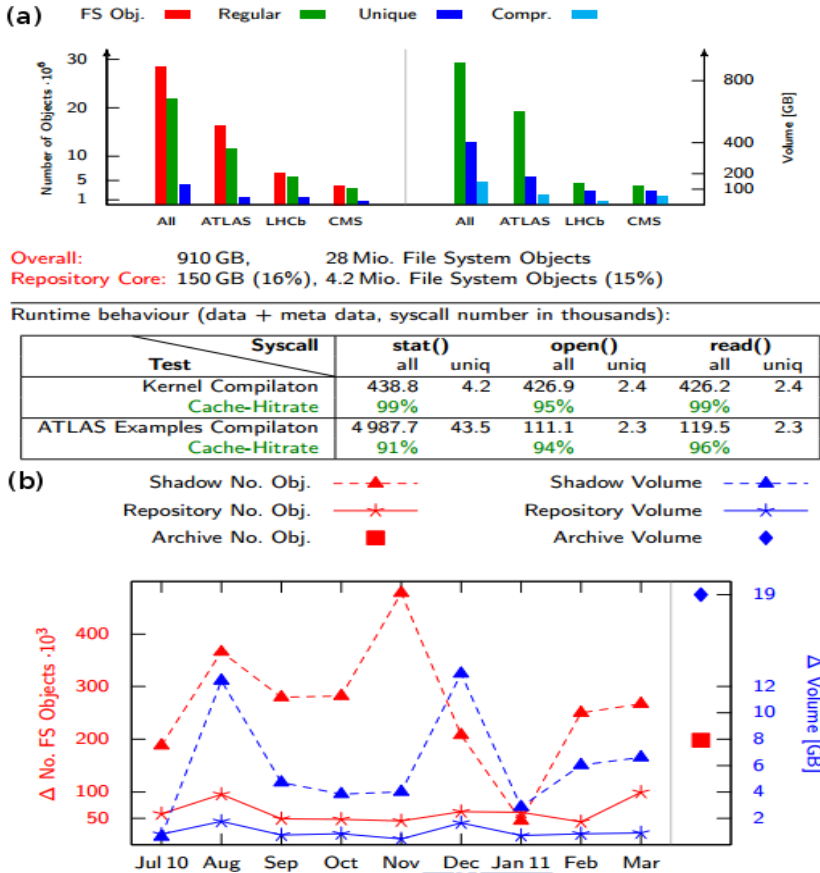 (a) FS Obj. Regular Unique Compr.
Number of Objects ·10⁶
30
20
10
5
1
All ATLAS LHCb CMS
All ATLAS LHCb CMS
800
400
200
100
Volume [GB]
Overall: 910 GB, 28 Mio. File System Objects
Repository Core: 150 GB (16%), 4.2 Mio. File System Objects (15%)
Runtime behaviour (data + meta data, syscall number in thousands):
Syscall stat() open() read()
Test all uniq all uniq all uniq
Kernel Compilaton 438.8 4.2 426.9 2.4 426.2 2.4
Cache-Hitrate 99% 95% 99%
ATLAS Examples Compilaton 4 987.7 43.5 111.1 2.3 119.5 2.3
Cache-Hitrate 91% 94% 96%
(b) Shadow No. Obj. Shadow Volume
Repository No. Obj. Repository Volume
Archive No. Obj. Archive Volume
Δ No. FS Objects ·10³
400
300
200
100
50
Jul 10 Aug Sep Oct Nov Dec Jan 11 Feb Mar
19
12
10
8
6
4
2
Δ Volume [GB]